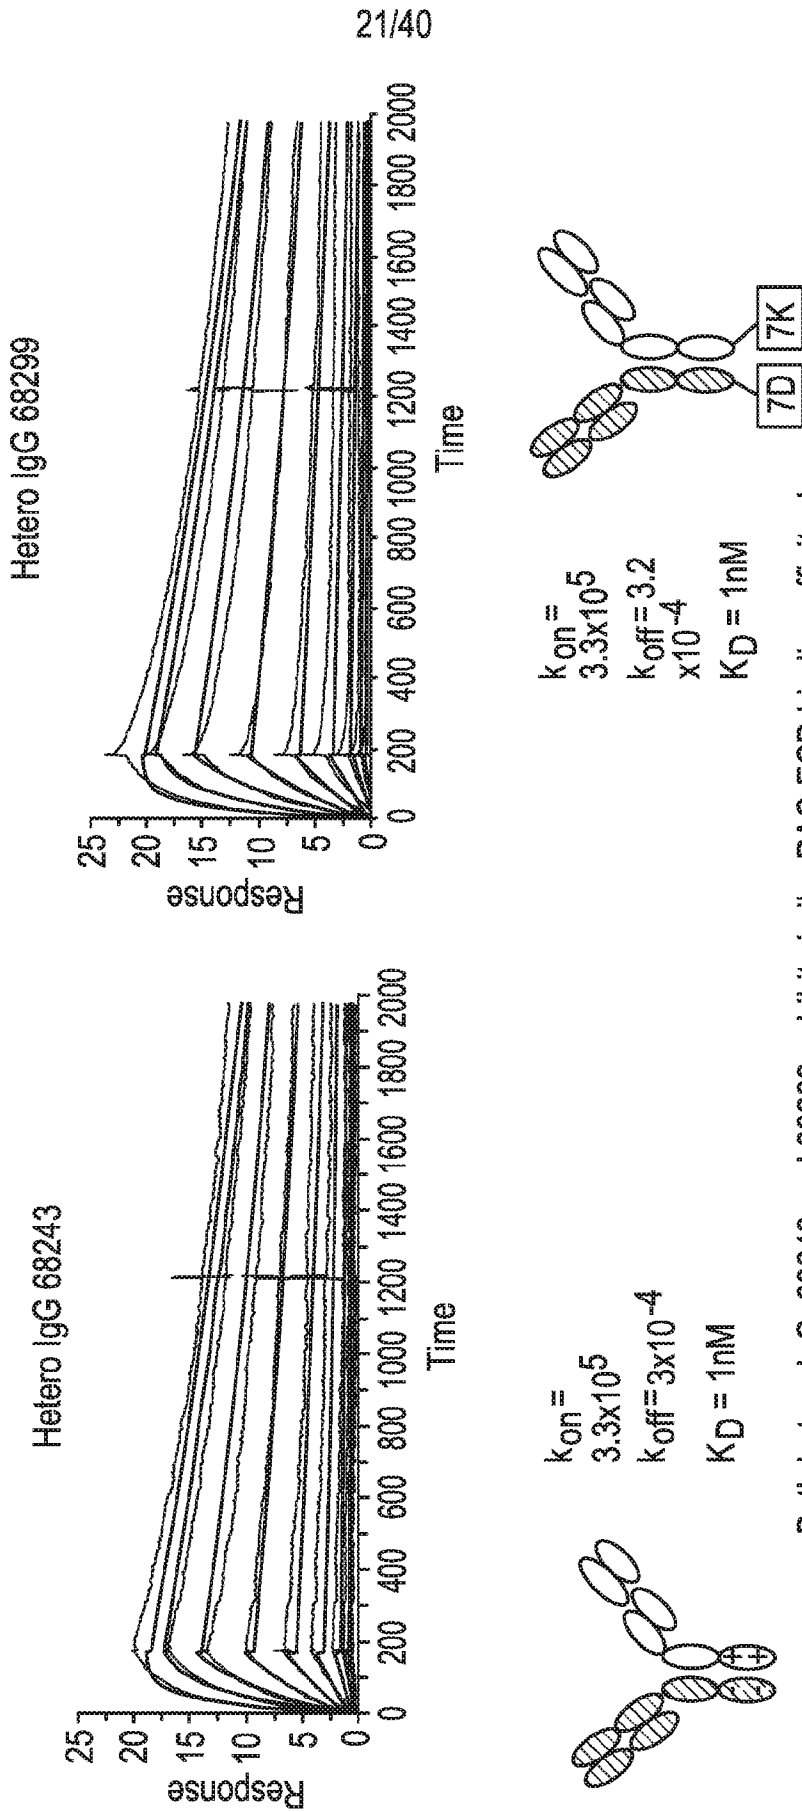 21/40
Hetero IgG 68243
Response
25
20
15
10
5
0
0 200 400 600 800 1000 1200 1400 1600 1800 2000
Time
kon =
3.3x10^5
koff = 3x10^-4
KD = 1nM
Hetero IgG 68299
Response
25
20
15
10
5
0
0 200 400 600 800 1000 1200 1400 1600 1800 2000
Time
kon =
3.3x10^5
koff = 3.2
x10^-4
KD = 1nM
7D
7K